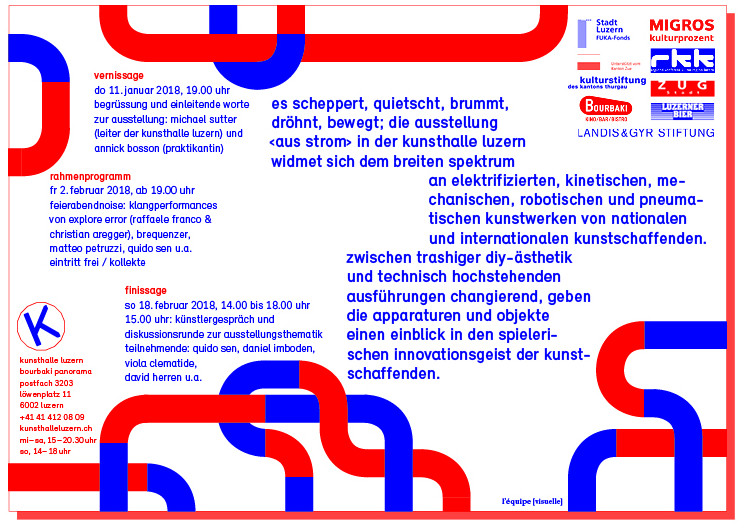 vernissage
do 11. januar 2018, 19.00 uhr
begrüssung und einleitende worte
zur ausstellung: michael sutter
(leiter der kunsthalle luzern) und
annick bosson (praktikantin)
rahmenprogramm
fr 2. februar 2018, ab 19.00 uhr
feierabendnoise: klangperformances
von explore error (raffaele franco &
christian aregger), brequenzer,
matteo petruzzi, quido sen u.a.
eintritt frei / kollekte
finissage
so 18. februar 2018, 14.00 bis 18.00 uhr
15.00 uhr: künstlergespräch und
diskussionsrunde zur ausstellungsthematik
teilnehmende: quido sen, daniel imboden,
viola clematide,
david herren u.a.
K
kunsthalle luzern
bourbaki panorama
postfach 3203
löwenplatz 11
6002 luzern
+41 41 412 08 09
kunsthalleluzern.ch
mi–sa, 15–20.30 uhr
so, 14–18 uhr
es scheppert, quietscht, brummt,
dröhnt, bewegt; die ausstellung
‹aus strom› in der kunsthalle luzern
widmet sich dem breiten spektrum
an elektrifizierten, kinetischen, me-
chanischen, robotischen und pneuma-
tischen kunstwerken von nationalen
und internationalen kunstschaffenden.
zwischen trashiger diy-ästhetik
und technisch hochstehenden
ausführungen changierend, geben
die apparaturen und objekte
einen einblick in den spieleri-
schen innovationsgeist der kunst-
schaffenden.
Stadt
Luzern
FUKA-Fonds
MIGROS
kulturprozent
rkk
kulturstiftung
des kantons thurgau
ZUG
Stadt
BOURBAKI
KINO/BAR/BISTRO
LUZERNER
BIER
LANDIS & GYR STIFTUNG
l'équipe [visuelle]